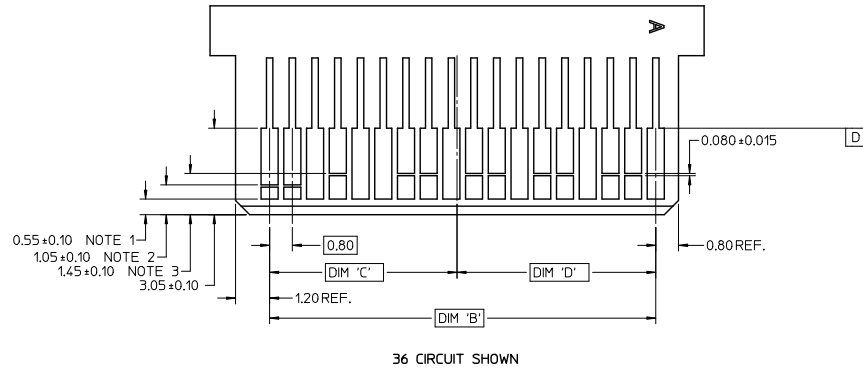 A
0.080±0.015
D
0.55±0.10 NOTE 1
1.05±0.10 NOTE 2
1.45±0.10 NOTE 3
3.05±0.10
0.80
0.80 REF.
DIM 'C'
DIM 'D'
1.20 REF.
DIM 'B'
36 CIRCUIT SHOWN